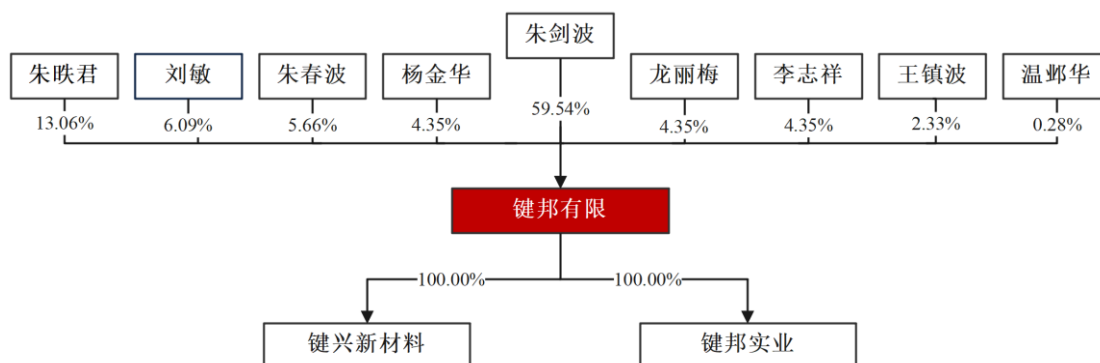 朱剑波
朱昳君
刘敏
朱春波
杨金华
龙丽梅
李志祥
王镇波
温邺华
13.06%
6.09%
5.66%
4.35%
59.54%
4.35%
4.35%
2.33%
0.28%
键邦有限
100.00%
100.00%
键兴新材料
键邦实业